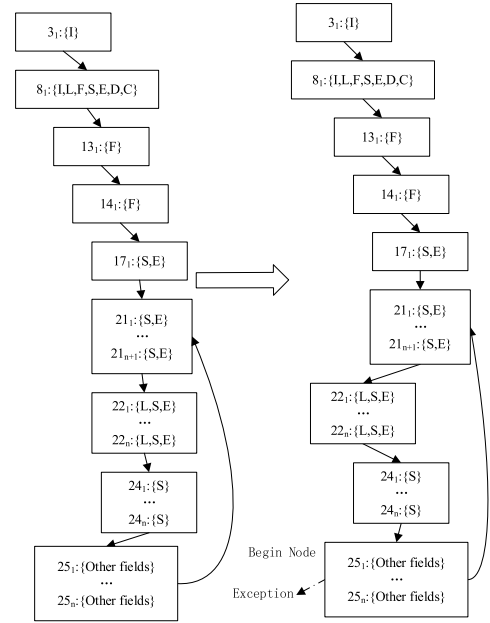 3₁:{I}
8₁:{I,L,F,S,E,D,C}
13₁:{F}
14₁:{F}
17₁:{S,E}
21₁:{S,E}
...
21ₙ₊₁:{S,E}
22₁:{L,S,E}
...
22ₙ:{L,S,E}
24₁:{S}
...
24ₙ:{S}
25₁:{Other fields}
...
25ₙ:{Other fields}
3₁:{I}
8₁:{I,L,F,S,E,D,C}
13₁:{F}
14₁:{F}
17₁:{S,E}
21₁:{S,E}
...
21ₙ₊₁:{S,E}
22₁:{L,S,E}
...
22ₙ:{L,S,E}
24₁:{S}
...
24ₙ:{S}
Begin Node
25₁:{Other fields}
...
25ₙ:{Other fields}
Exception